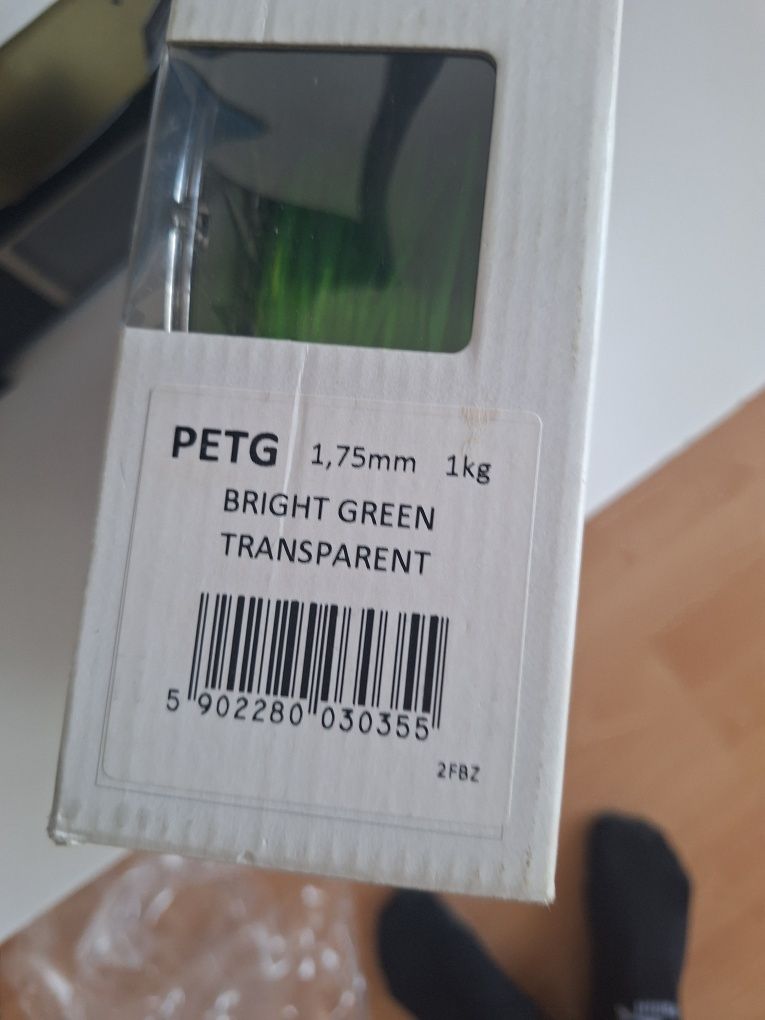 PETG 1,75mm 1kg
BRIGHT GREEN
TRANSPARENT
5 902280 030355
2FBZ